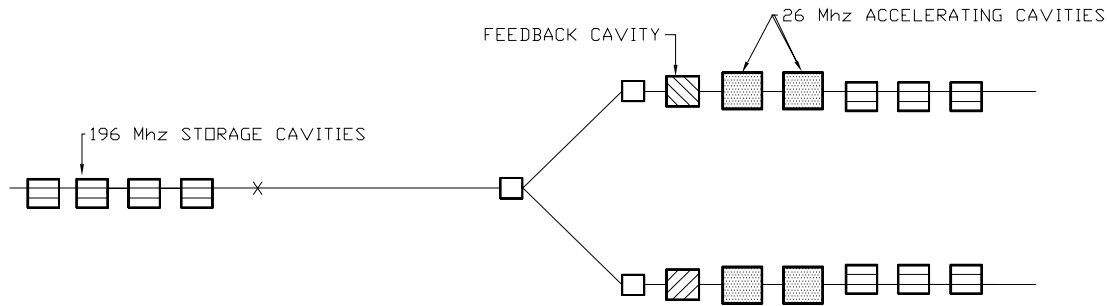 26 Mhz ACCELERATING CAVITIES
FEEDBACK CAVITY
196 Mhz STORAGE CAVITIES
X